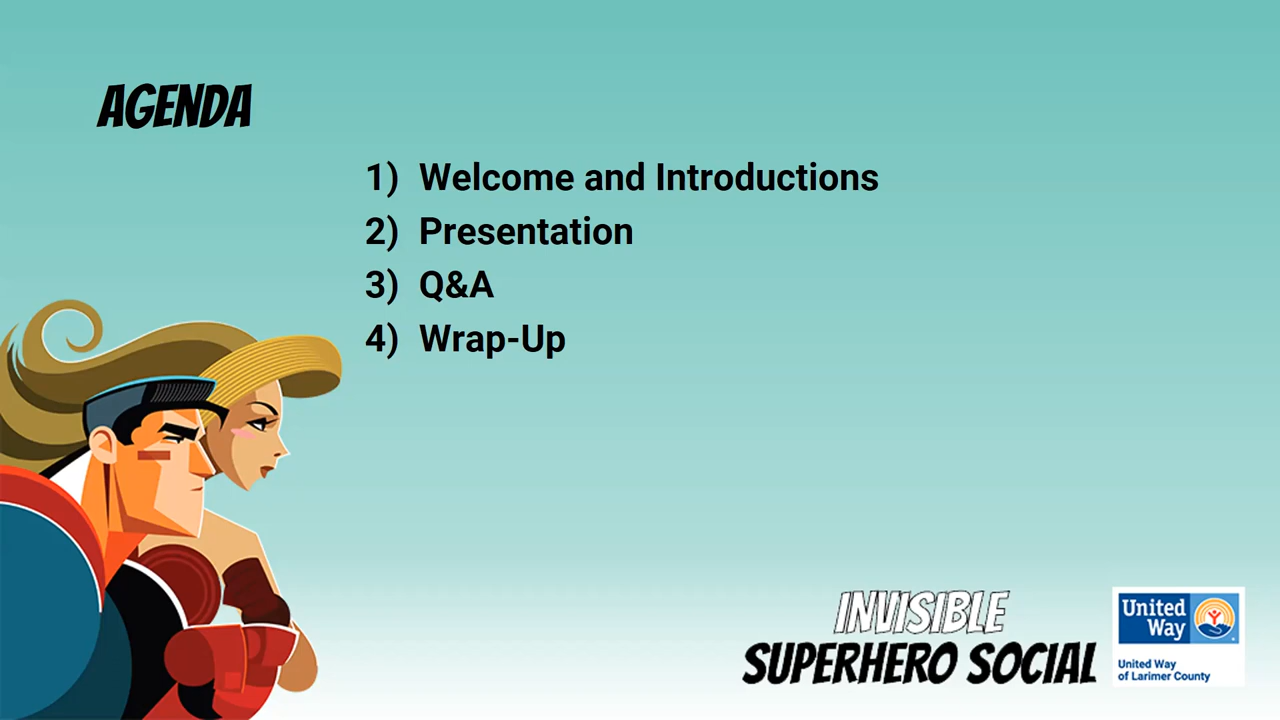 AGENDA
1) Welcome and Introductions
2) Presentation
3) Q&A
4) Wrap-Up
INVISIBLE
SUPERHERO SOCIAL
United
Way
United Way
of Larimer County